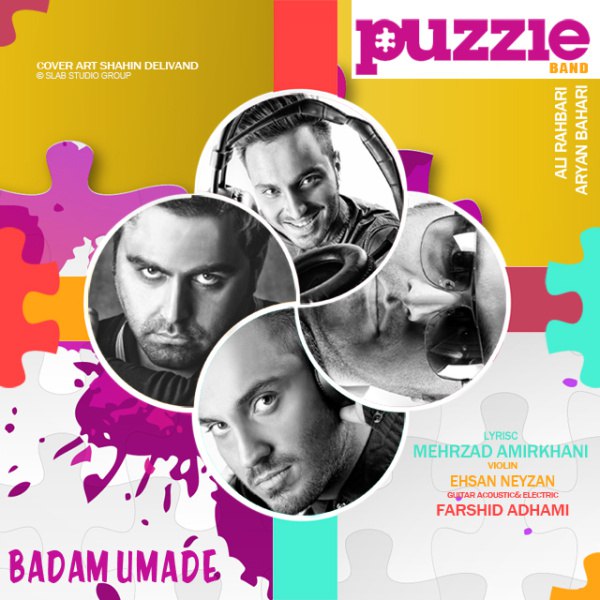 COVER ART SHAHIN DELIVAND
© SLAB STUDIO GROUP
puzzle
BAND
ALI RAHBARI
ARYAN BAHARI
LYRISC
MEHRZAD AMIRKHANI
VIOLIN
EHSAN NEYZAN
GUITAR ACOUSTIC& ELECTRIC
FARSHID ADHAMI
BADAM UMADE